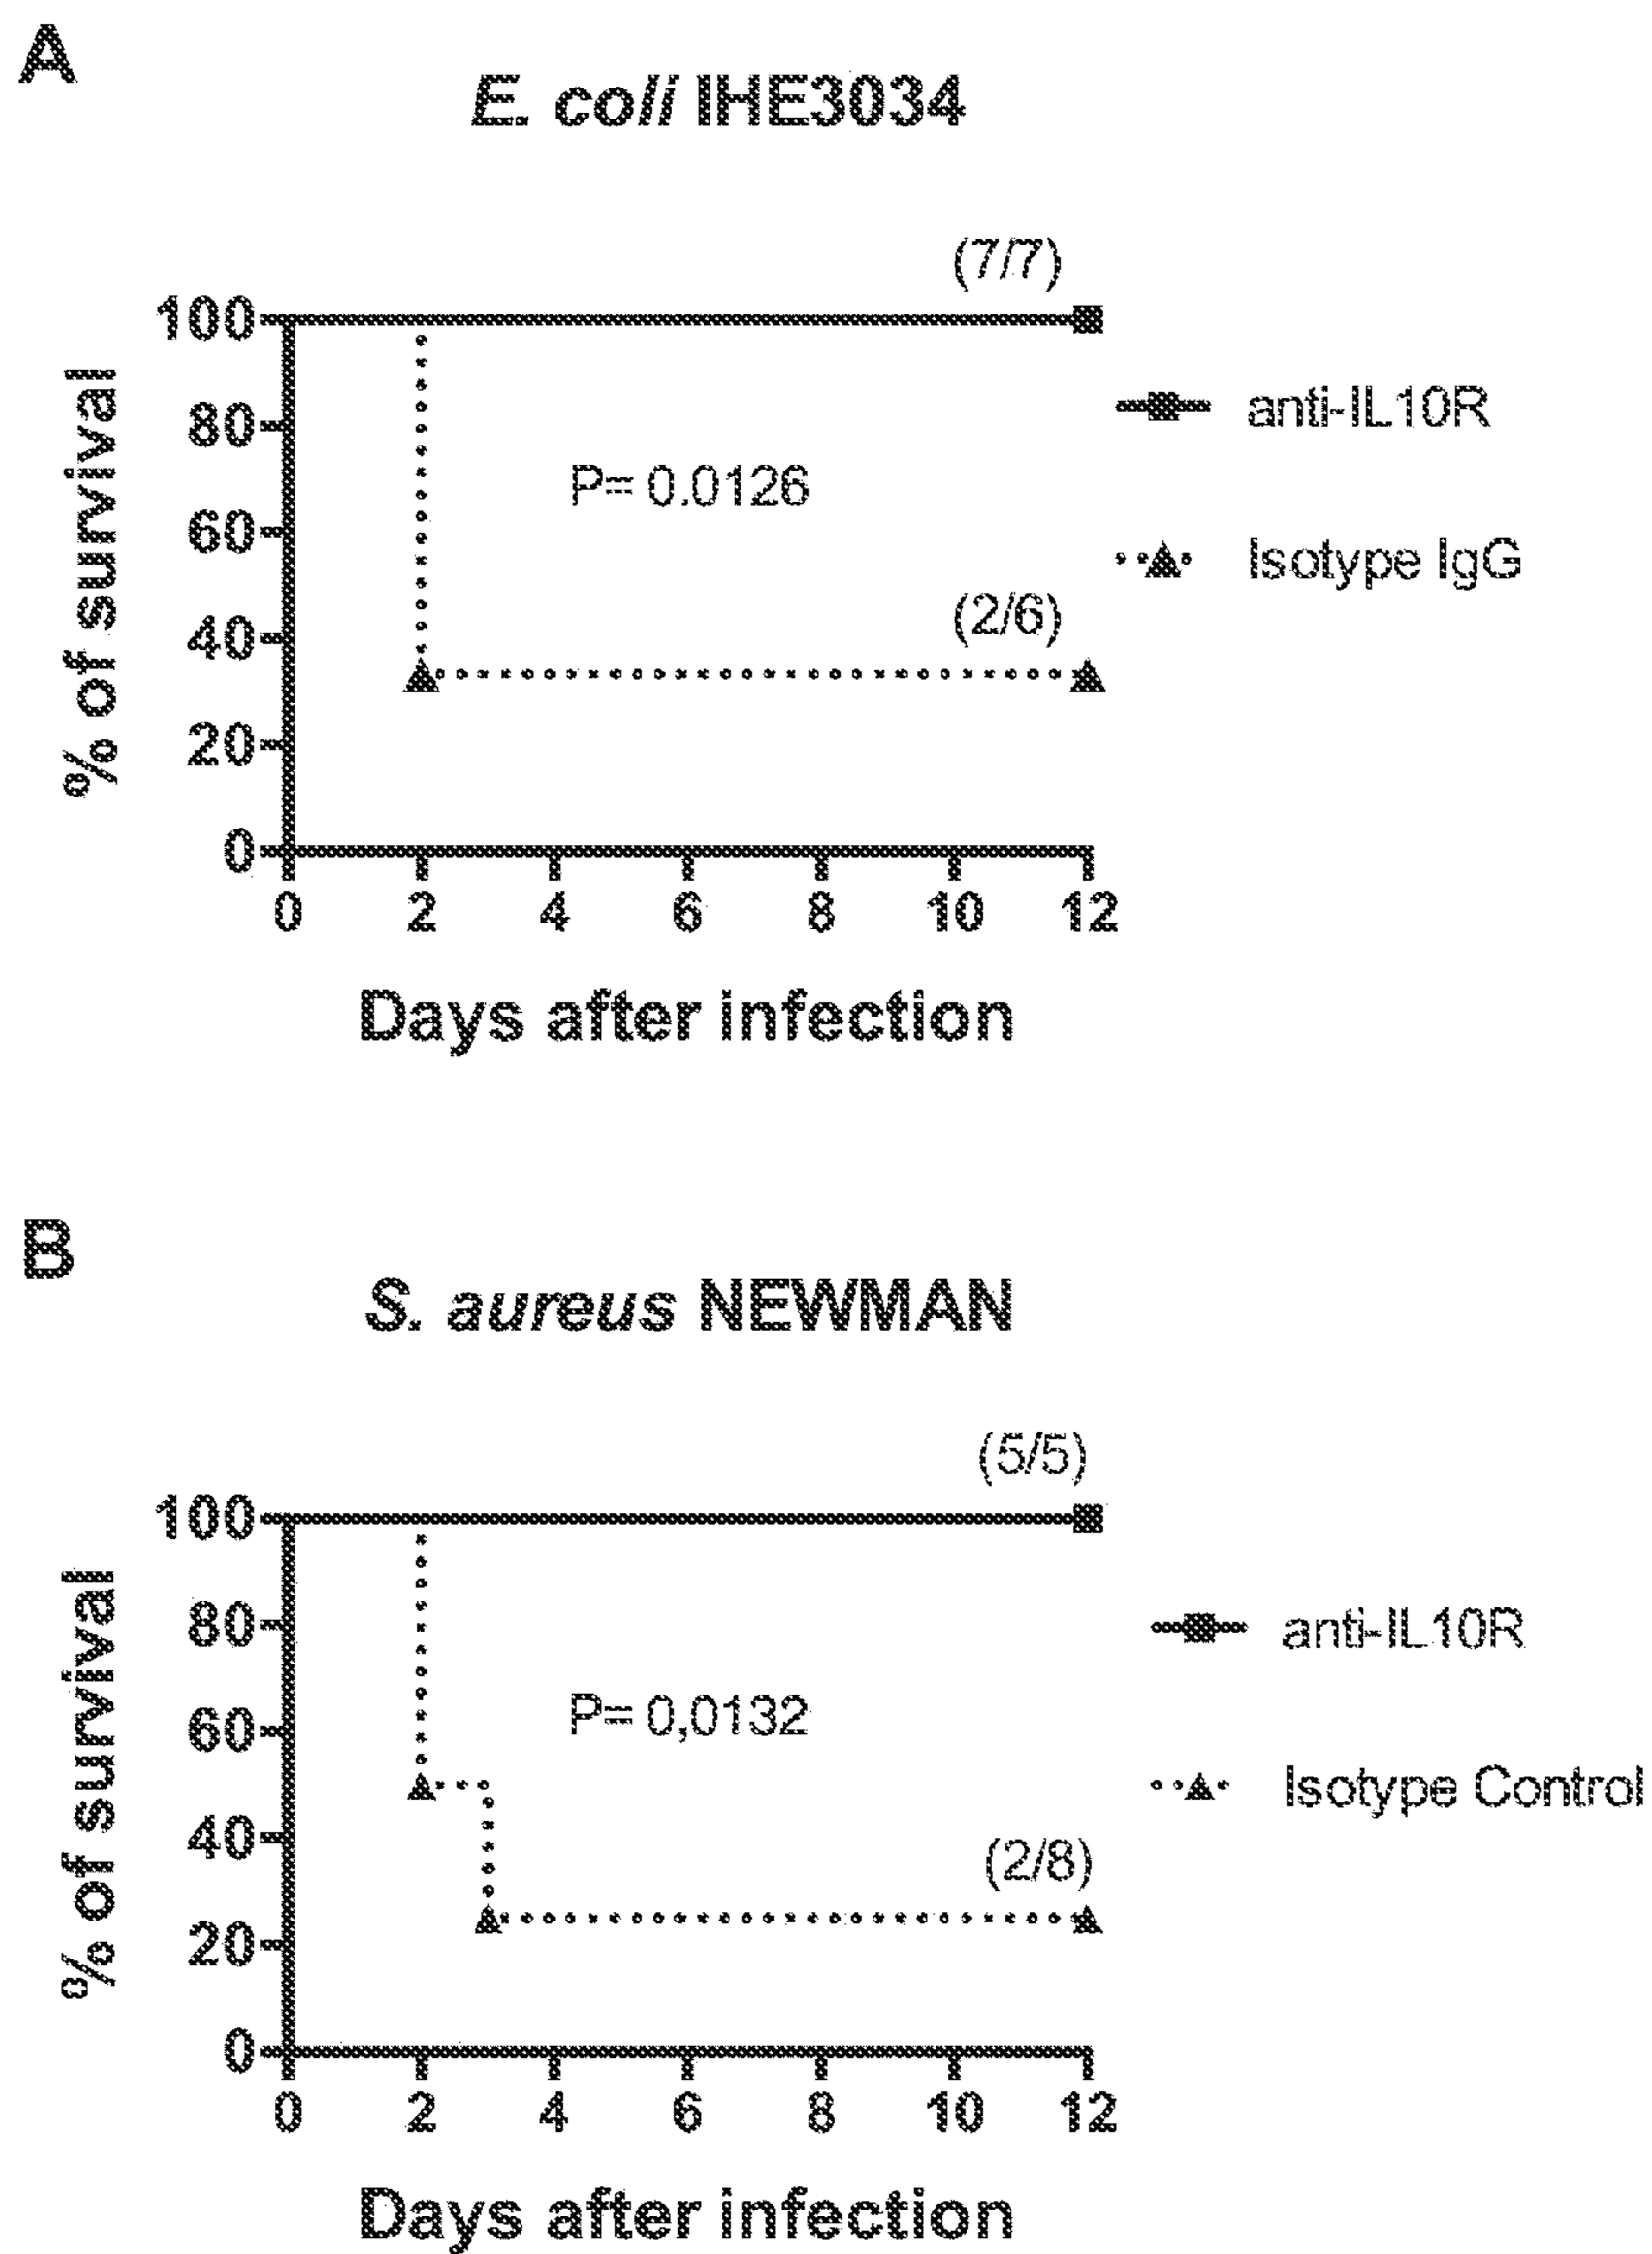 A
E. coli IHE3034
(7/7)
100
80
60
40
20
0
% of survival
P= 0.0126
(2/6)
anti-IL10R
Isotype IgG
0 2 4 6 8 10 12
Days after infection
B
S. aureus NEWMAN
(5/5)
100
80
60
40
20
0
% of survival
P= 0,0132
(2/8)
anti-IL10R
Isotype Control
0 2 4 6 8 10 12
Days after infection